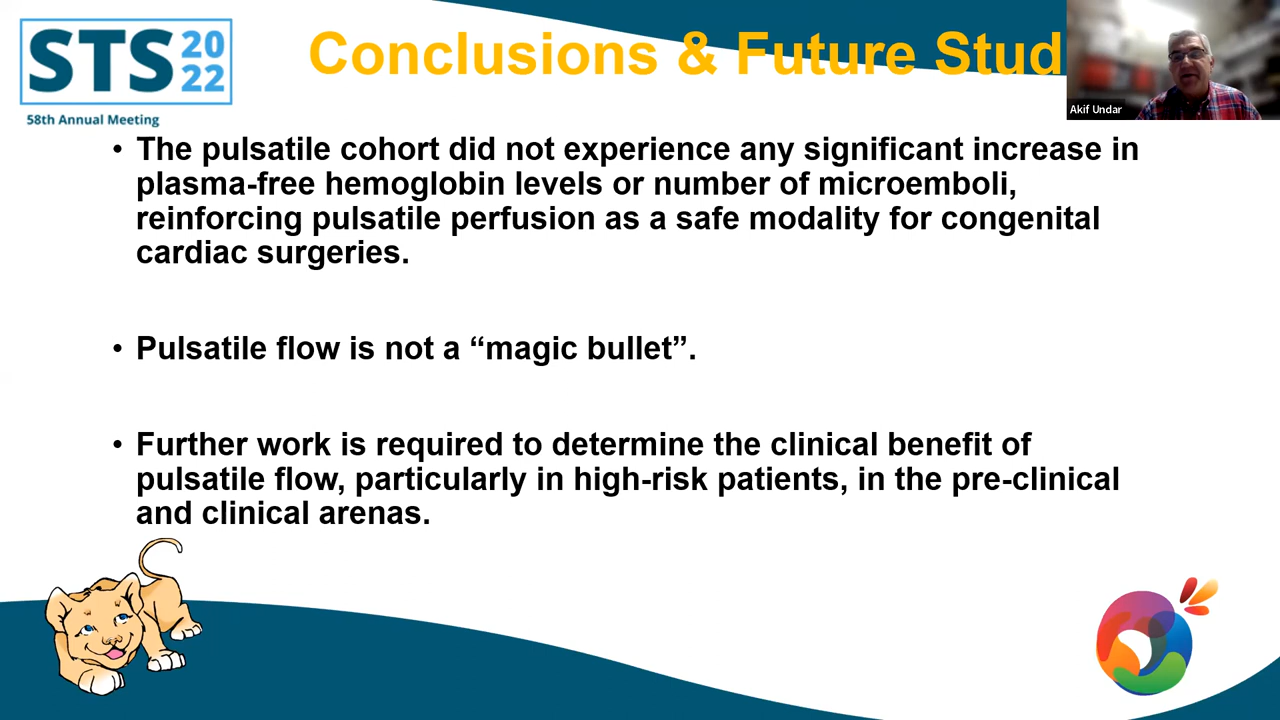 STS 20
22
58th Annual Meeting
Conclusions & Future Stud
Akif Undar
• The pulsatile cohort did not experience any significant increase in
plasma-free hemoglobin levels or number of microemboli,
reinforcing pulsatile perfusion as a safe modality for congenital
cardiac surgeries.
• Pulsatile flow is not a “magic bullet”.
• Further work is required to determine the clinical benefit of
pulsatile flow, particularly in high-risk patients, in the pre-clinical
and clinical arenas.